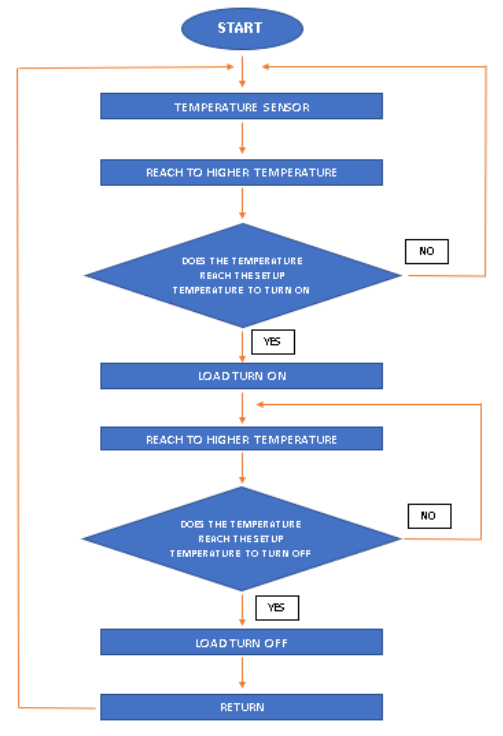 START
TEMPERATURE SENSOR
REACH TO HIGHER TEMPERATURE
DOES THE TEMPERATURE
REACH THE SETUP
TEMPERATURE TO TURN ON
NO
YES
LOAD TURN ON
REACH TO HIGHER TEMPERATURE
DOES THE TEMPERATURE
REACH THE SETUP
TEMPERATURE TO TURN OFF
NO
YES
LOAD TURN OFF
RETURN